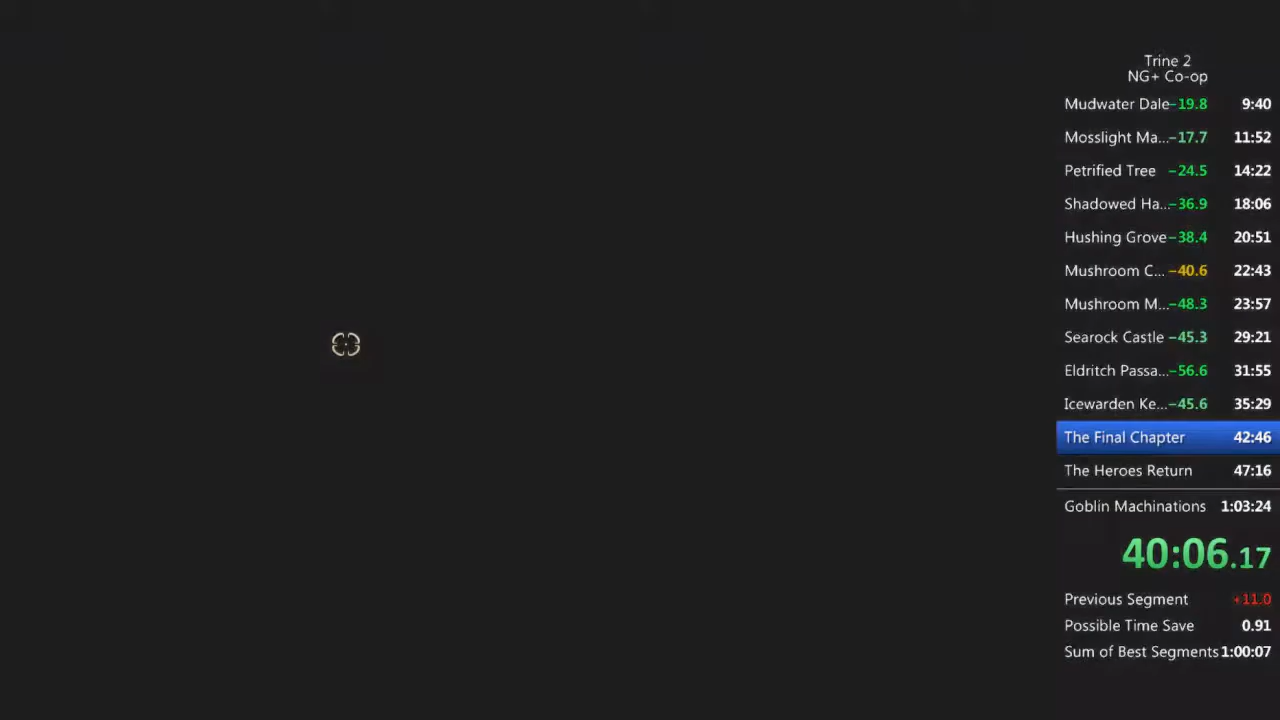 Trine 2
NG+ Co-op
Mudwater Dale -19.8 9:40
Mosslight Ma... -17.7 11:52
Petrified Tree -24.5 14:22
Shadowed Ha... -36.9 18:06
Hushing Grove -38.4 20:51
Mushroom C... -40.6 22:43
Mushroom M... -48.3 23:57
Searock Castle -45.3 29:21
Eldritch Passa... -56.6 31:55
Icewarden Ke... -45.6 35:29
The Final Chapter 42:46
The Heroes Return 47:16
Goblin Machinations 1:03:24
40:06.17
Previous Segment +11.0
Possible Time Save 0.91
Sum of Best Segments 1:00:07